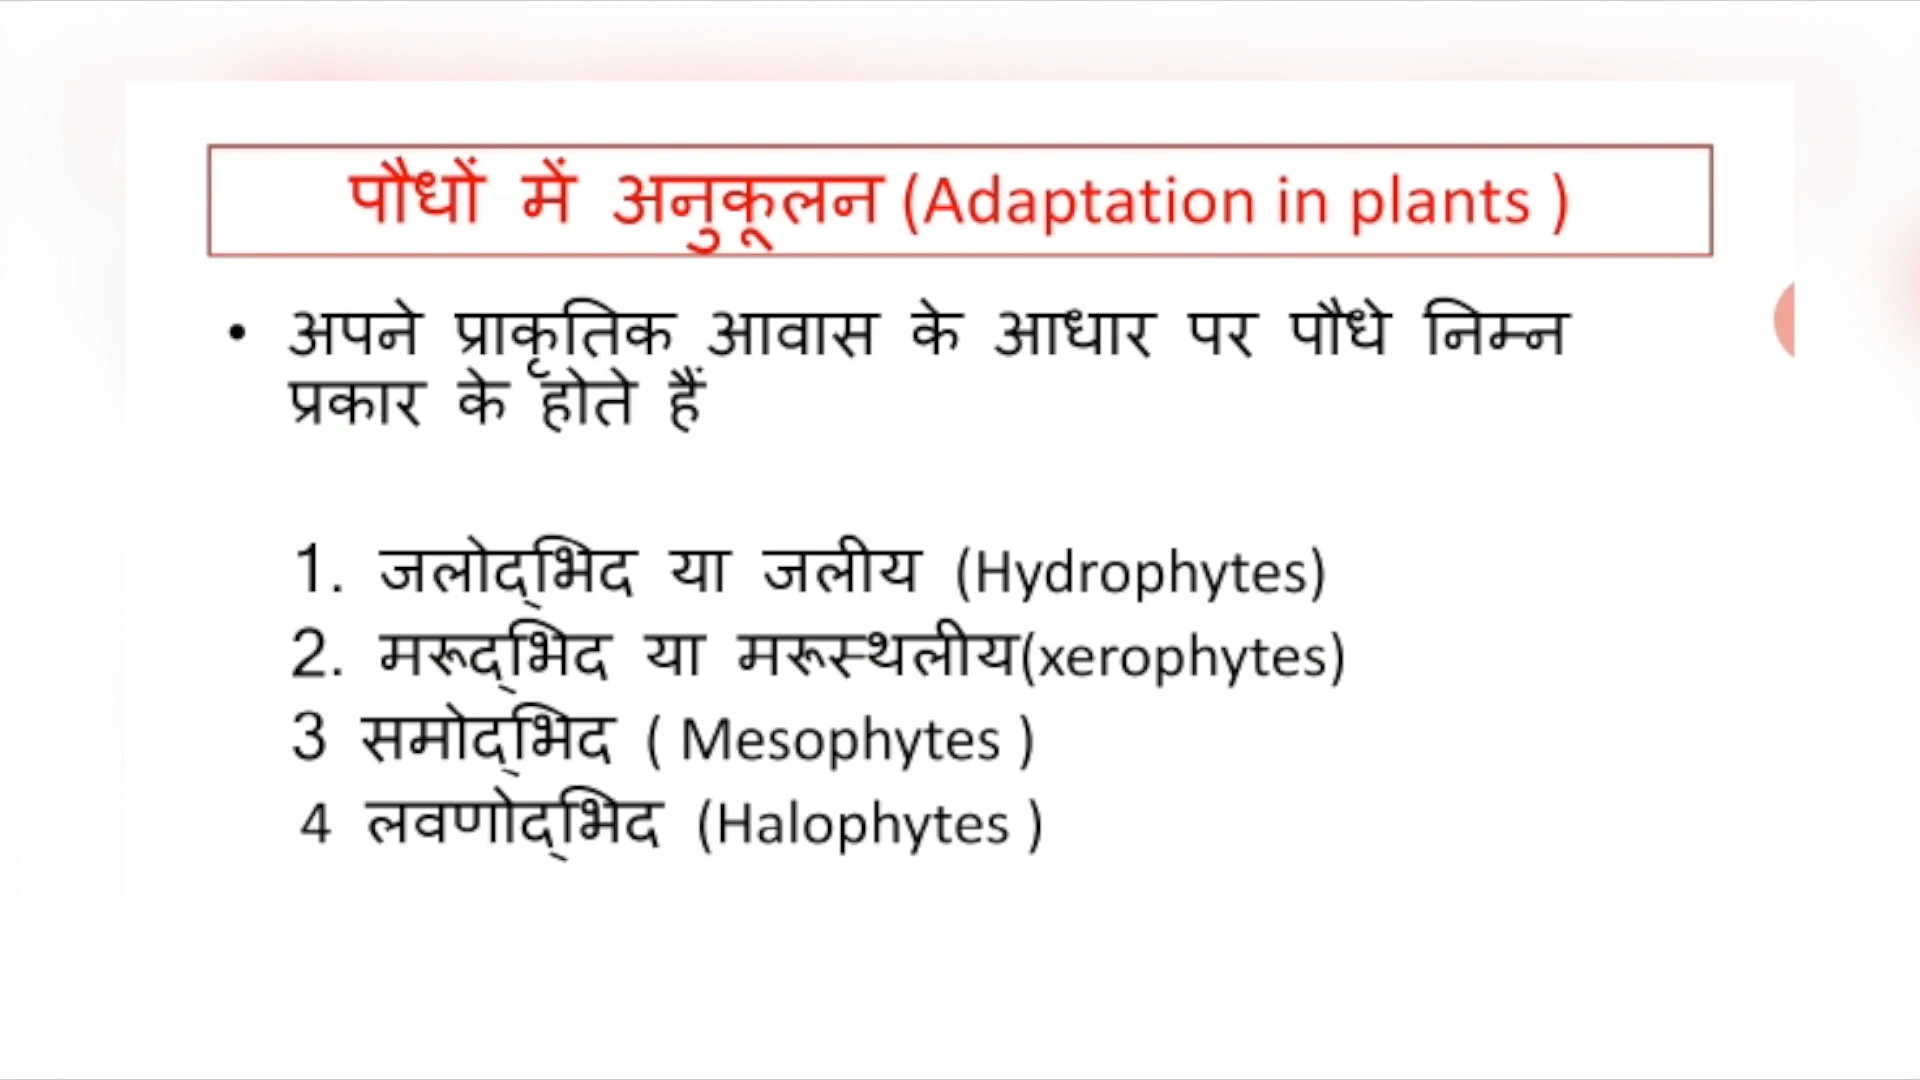 पौधों में अनुकूलन (Adaptation in plants )
• अपने प्राकृतिक आवास के आधार पर पौधे निम्न
प्रकार के होते हैं
1. जलोद्भिद या जलीय (Hydrophytes)
2. मरूद्भिद या मरूस्थलीय(xerophytes)
3 समोद्भिद ( Mesophytes )
4 लवणोद्भिद (Halophytes )